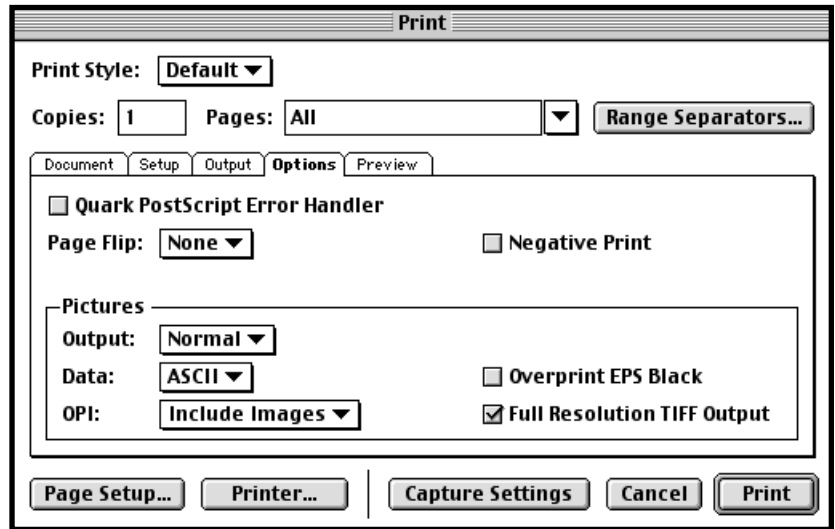 Print
Print Style: Default
Copies: 1 Pages: All Range Separators...
Document Setup Output Options Preview
Quark PostScript Error Handler
Page Flip: None Negative Print
Pictures
Output: Normal
Data: ASCII Overprint EPS Black
OPI: Include Images Full Resolution TIFF Output
Page Setup... Printer... Capture Settings Cancel Print